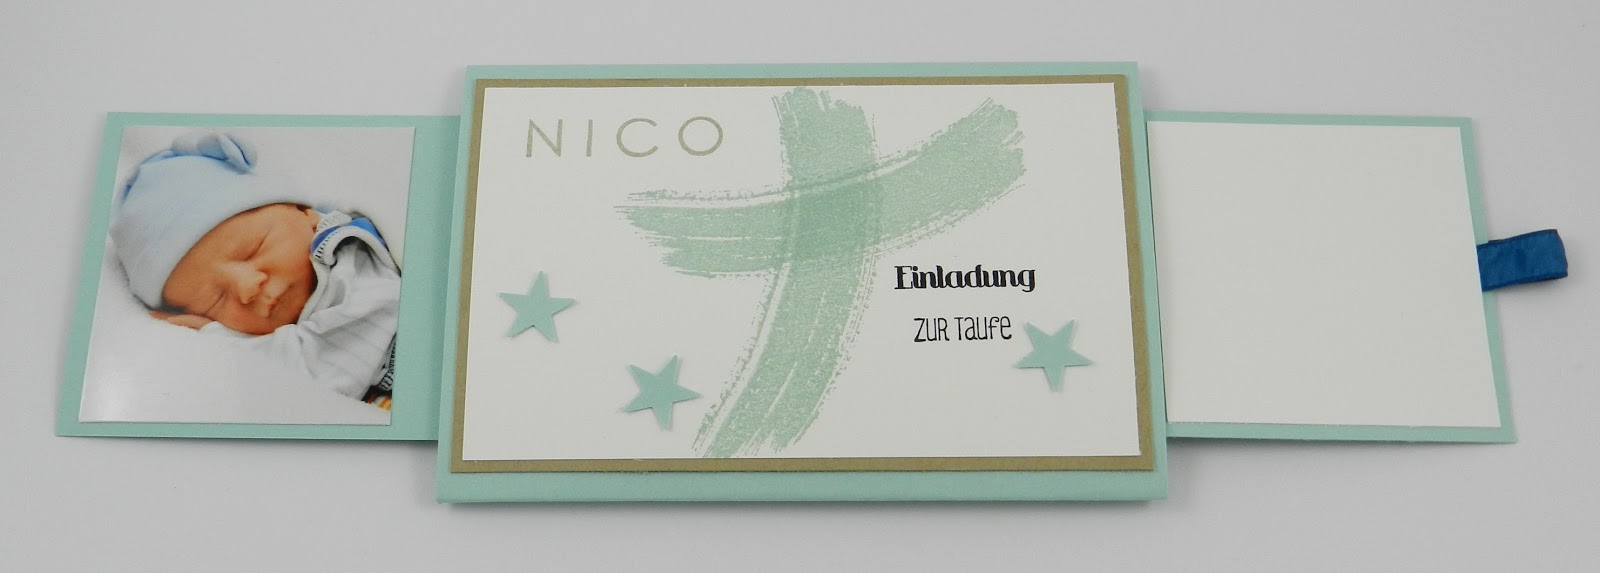 NICO
Einladung
ZUR TAUFE